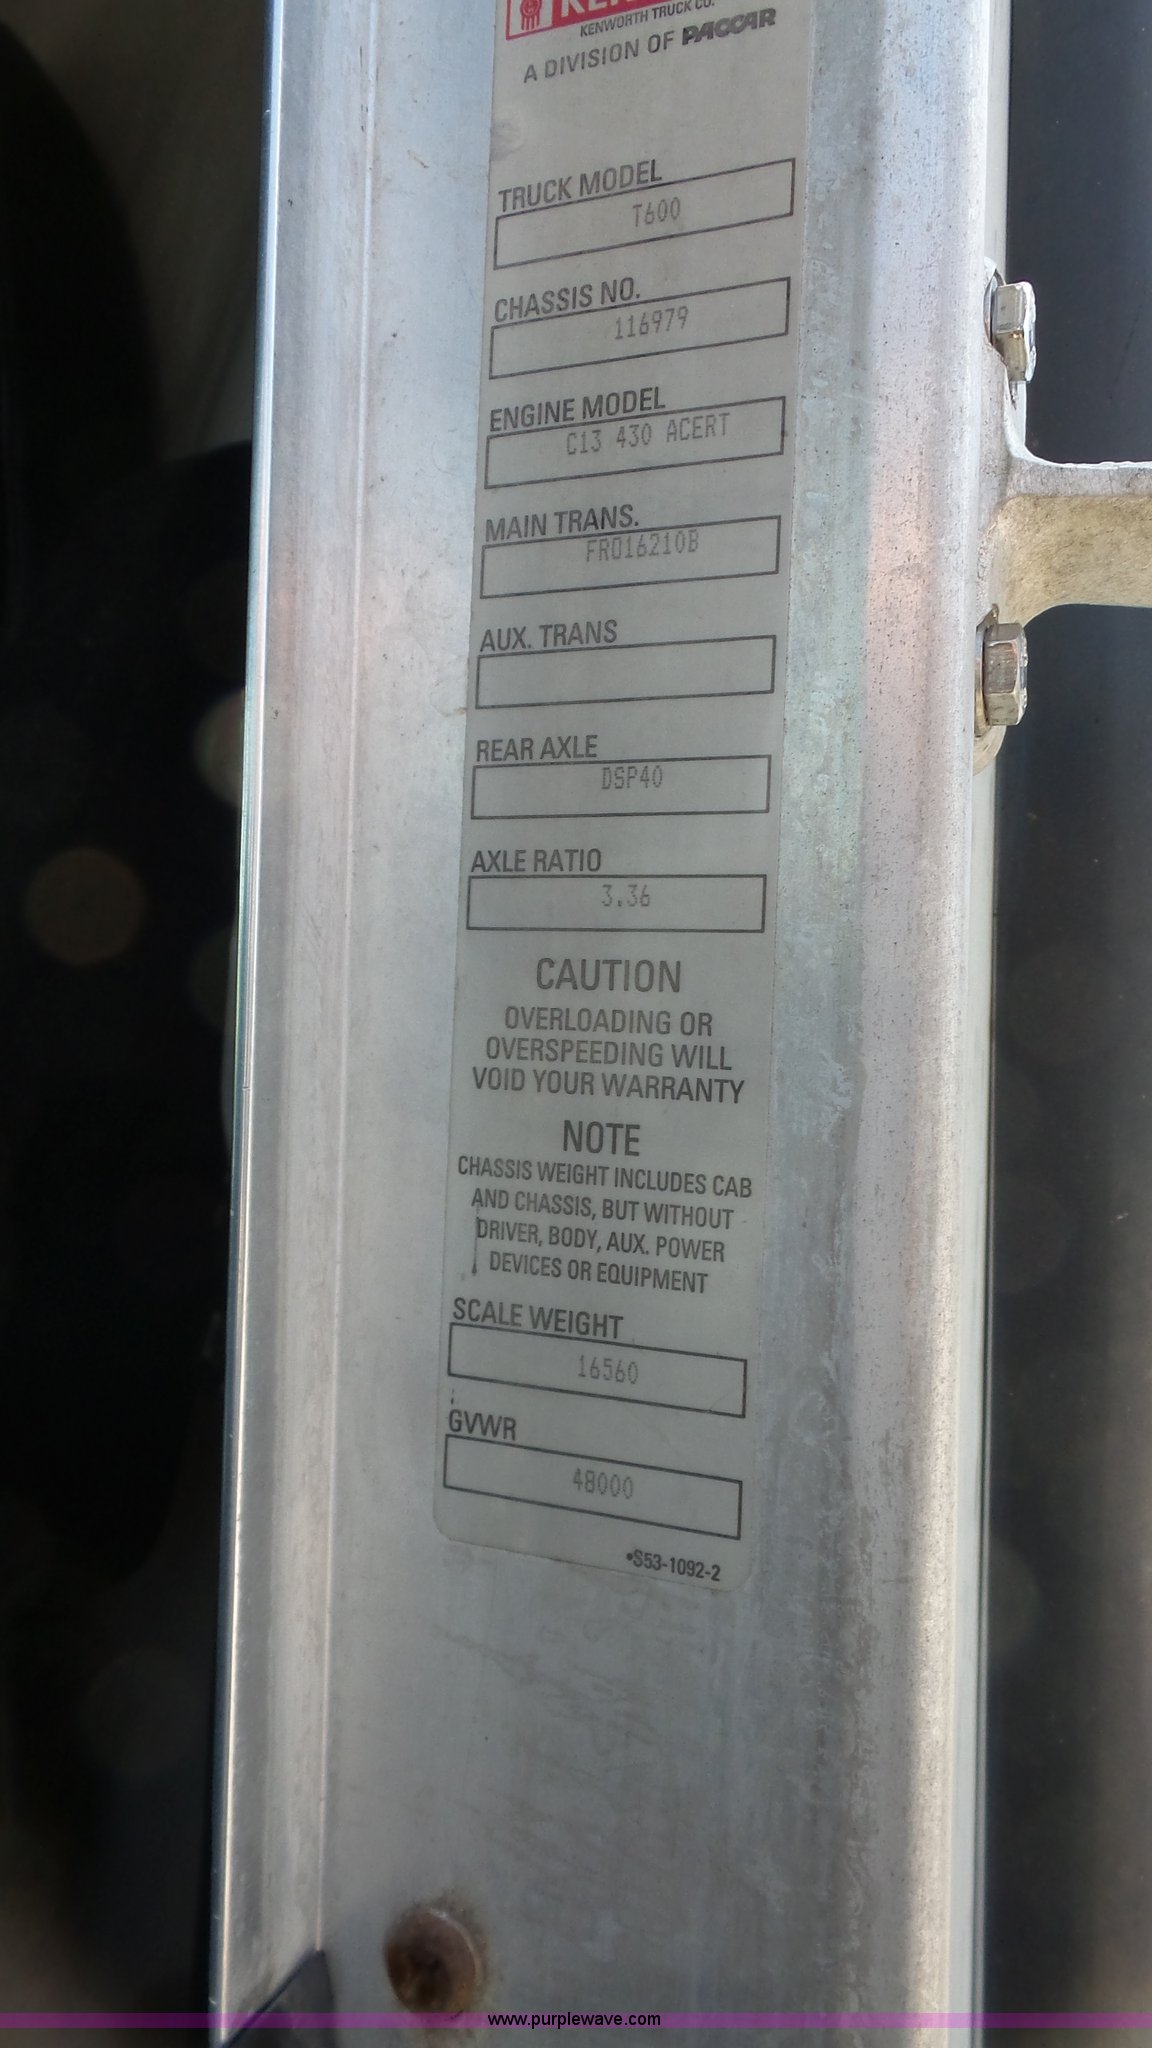 KENWORTH TRUCK CO.
A DIVISION OF PACCAR
TRUCK MODEL
T600
CHASSIS NO.
116979
ENGINE MODEL
C13 430 ACERT
MAIN TRANS.
FRO16210B
AUX. TRANS
REAR AXLE
DSP40
AXLE RATIO
3.36
CAUTION
OVERLOADING OR
OVERSPEEDING WILL
VOID YOUR WARRANTY
NOTE
CHASSIS WEIGHT INCLUDES CAB
AND CHASSIS, BUT WITHOUT
DRIVER, BODY, AUX. POWER
DEVICES OR EQUIPMENT
SCALE WEIGHT
16560
GVWR
48000
•S53-1092-2
www.purplewave.com